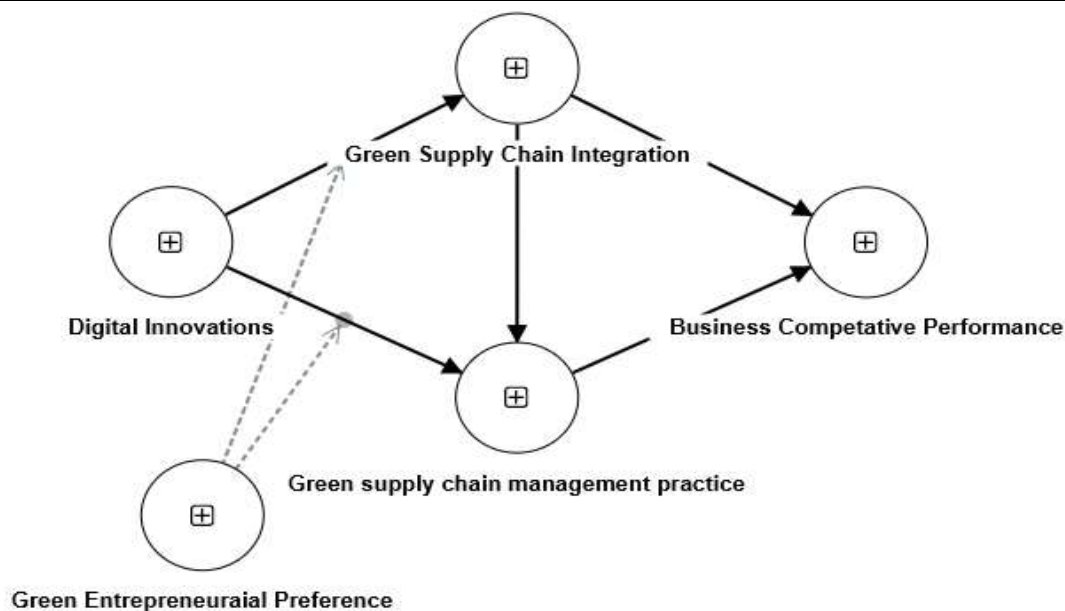 Green Supply Chain Integration
Digital Innovations
Business Competative Performance
Green supply chain management practice
Green Entrepreneuraial Preference